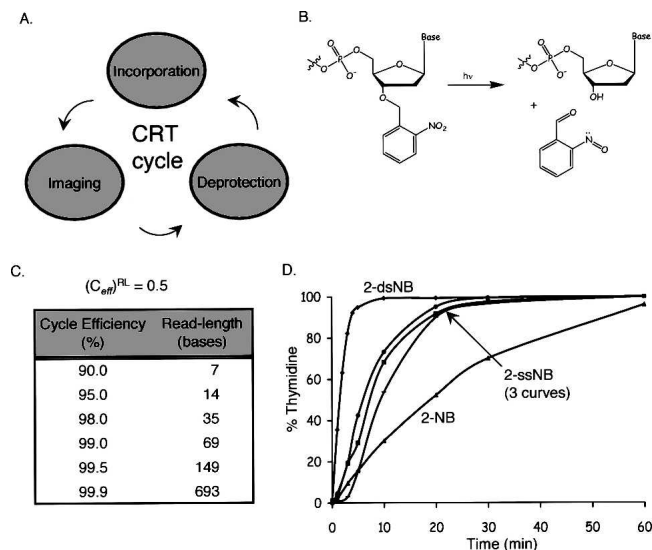 A.
Incorporation
CRT
cycle
Imaging
Deprotection
B.
Base
O
O
P
O
O
O⁻
O
O
NO₂
hν
Base
O
O
P
O
O
O⁻
O
OH
+
O
N̈
O
C.
(Ceff)^RL = 0.5
Cycle Efficiency (%) Read-length (bases)
90.0 7
95.0 14
98.0 35
99.0 69
99.5 149
99.9 693
D.
2-dsNB
2-ssNB
(3 curves)
2-NB
% Thymidine
100
80
60
40
20
0
0 10 20 30 40 50 60
Time (min)